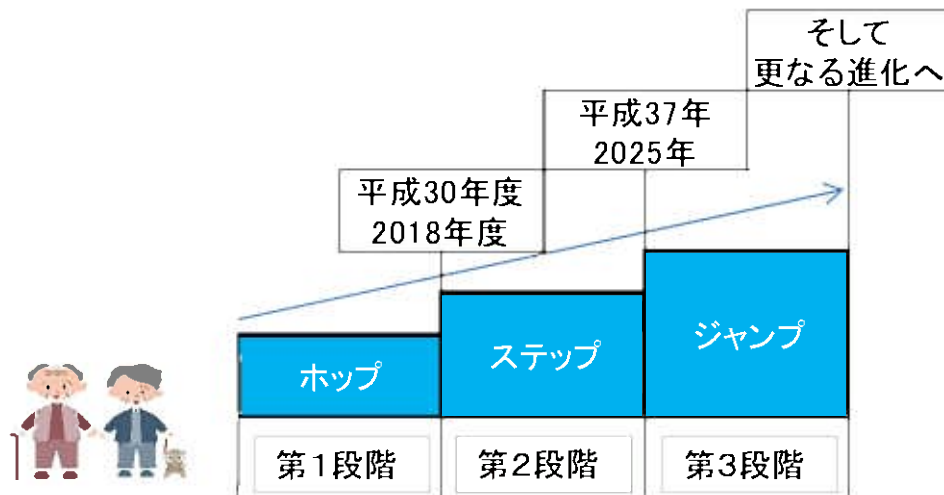 そして
更なる進化へ
平成37年
2025年
平成30年度
2018年度
ホップ
ステップ
ジャンプ
第1段階
第2段階
第3段階